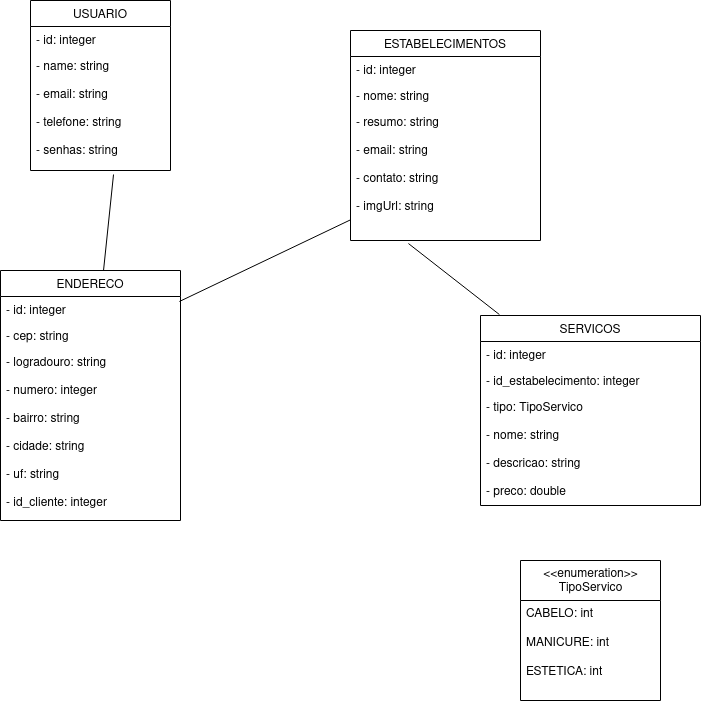 USUARIO
- id: integer
- name: string
- email: string
- telefone: string
- senhas: string
ESTABELECIMENTOS
- id: integer
- nome: string
- resumo: string
- email: string
- contato: string
- imgUrl: string
ENDERECO
- id: integer
- cep: string
- logradouro: string
- numero: integer
- bairro: string
- cidade: string
- uf: string
- id_cliente: integer
SERVICOS
- id: integer
- id_estabelecimento: integer
- tipo: TipoServico
- nome: string
- descricao: string
- preco: double
<<enumeration>>
TipoServico
CABELO: int
MANICURE: int
ESTETICA: int